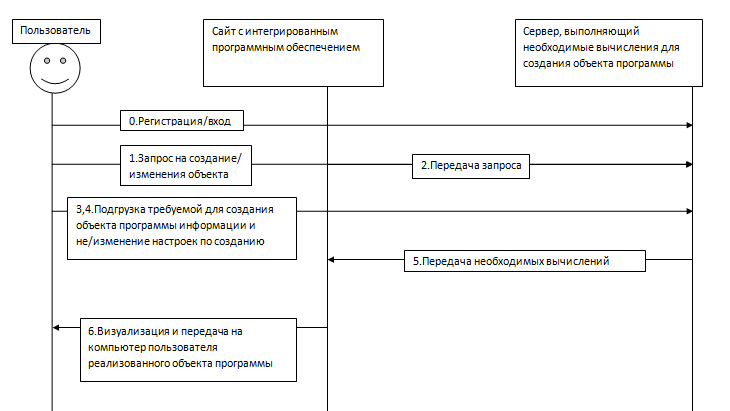 Пользователь
Сайт с интегрированным
программным обеспечением
Сервер, выполняющий
необходимые вычисления для
создания объекта программы
0.Регистрация/вход
1.Запрос на создание/
изменения объекта
2.Передача запроса
3,4.Подгрузка требуемой для создания
объекта программы информации и
не/изменение настроек по созданию
5.Передача необходимых вычислений
6.Визуализация и передача на
компьютер пользователя
реализованного объекта программы